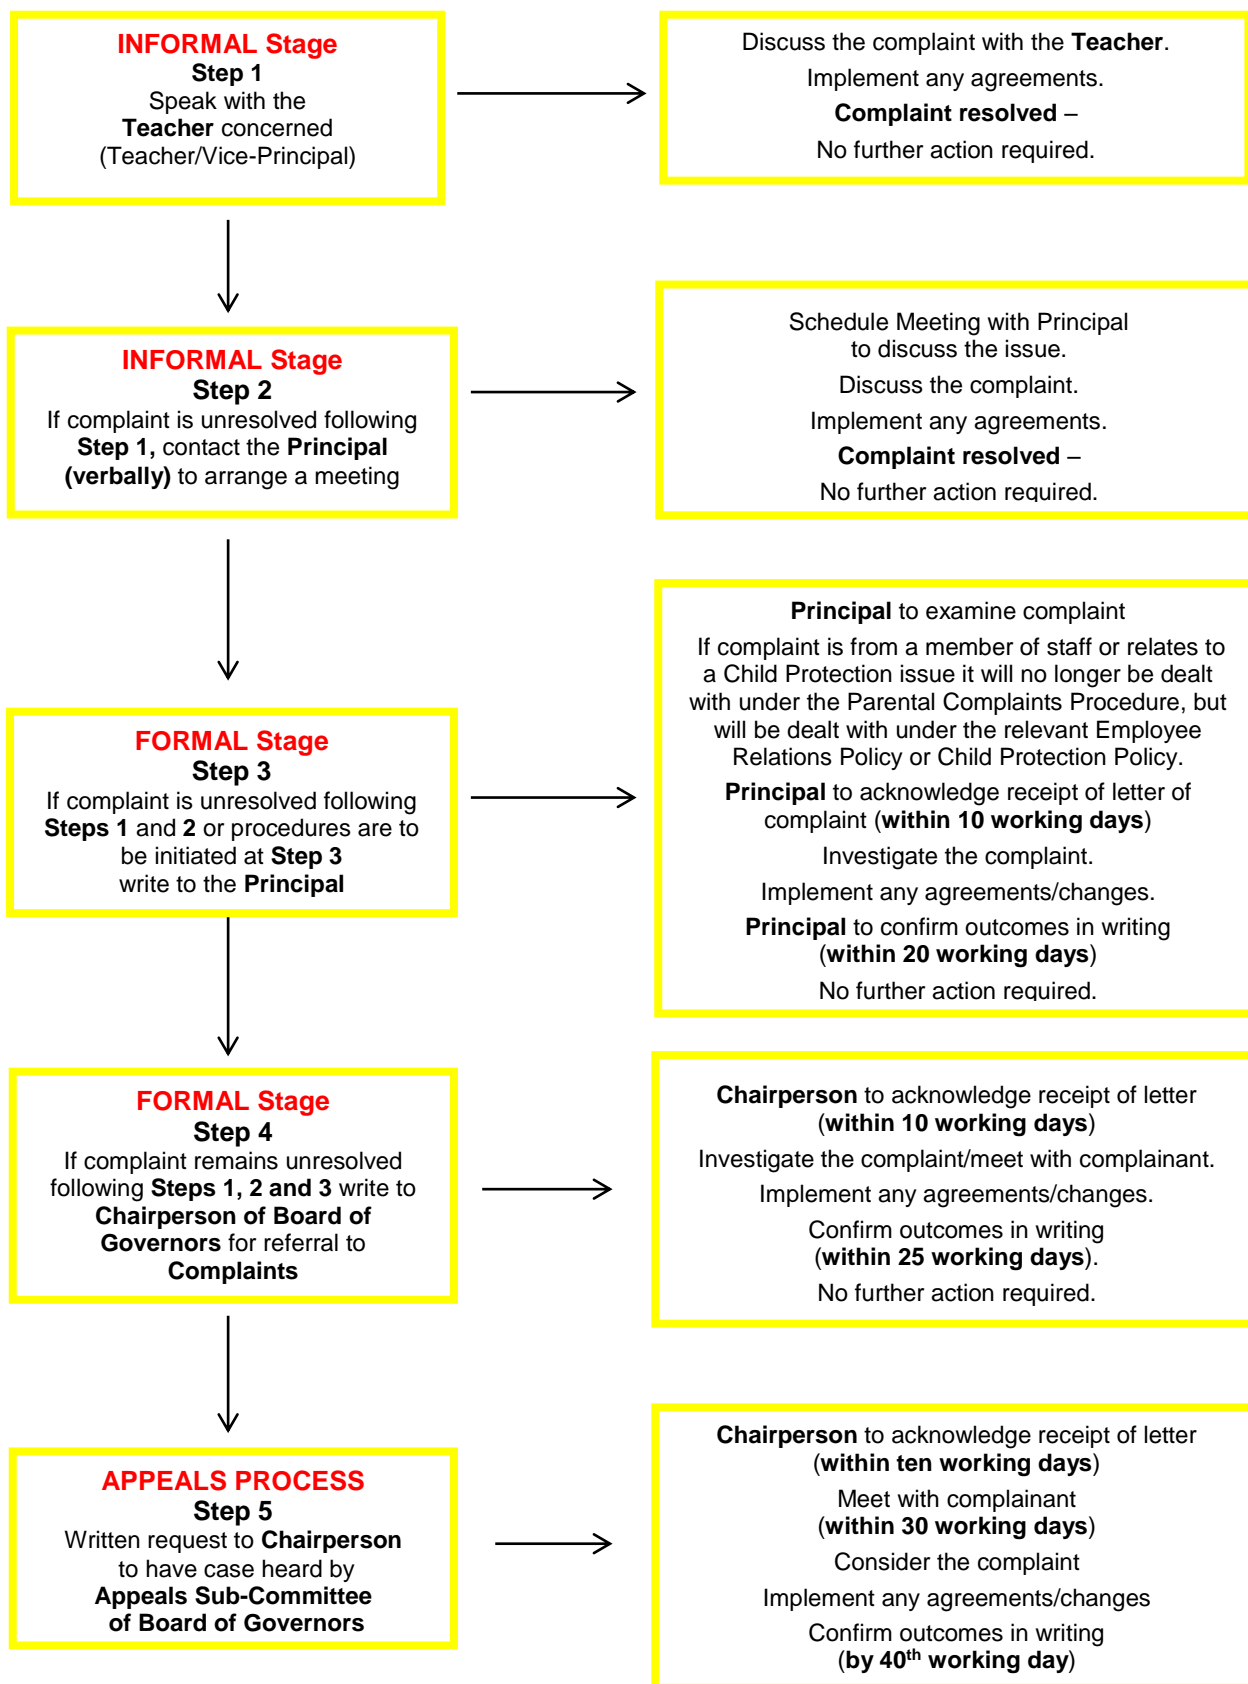 INFORMAL Stage
Step 1
Speak with the
Teacher concerned
(Teacher/Vice-Principal)
Discuss the complaint with the Teacher.
Implement any agreements.
Complaint resolved –
No further action required.
INFORMAL Stage
Step 2
If complaint is unresolved following
Step 1, contact the Principal
(verbally) to arrange a meeting
Schedule Meeting with Principal
to discuss the issue.
Discuss the complaint.
Implement any agreements.
Complaint resolved –
No further action required.
FORMAL Stage
Step 3
If complaint is unresolved following
Steps 1 and 2 or procedures are to
be initiated at Step 3
write to the Principal
Principal to examine complaint
If complaint is from a member of staff or relates to
a Child Protection issue it will no longer be dealt
with under the Parental Complaints Procedure, but
will be dealt with under the relevant Employee
Relations Policy or Child Protection Policy.
Principal to acknowledge receipt of letter of
complaint (within 10 working days)
Investigate the complaint.
Implement any agreements/changes.
Principal to confirm outcomes in writing
(within 20 working days)
No further action required.
FORMAL Stage
Step 4
If complaint remains unresolved
following Steps 1, 2 and 3 write to
Chairperson of Board of
Governors for referral to
Complaints
Chairperson to acknowledge receipt of letter
(within 10 working days)
Investigate the complaint/meet with complainant.
Implement any agreements/changes.
Confirm outcomes in writing
(within 25 working days).
No further action required.
APPEALS PROCESS
Step 5
Written request to Chairperson
to have case heard by
Appeals Sub-Committee
of Board of Governors
Chairperson to acknowledge receipt of letter
(within ten working days)
Meet with complainant
(within 30 working days)
Consider the complaint
Implement any agreements/changes
Confirm outcomes in writing
(by 40th working day)